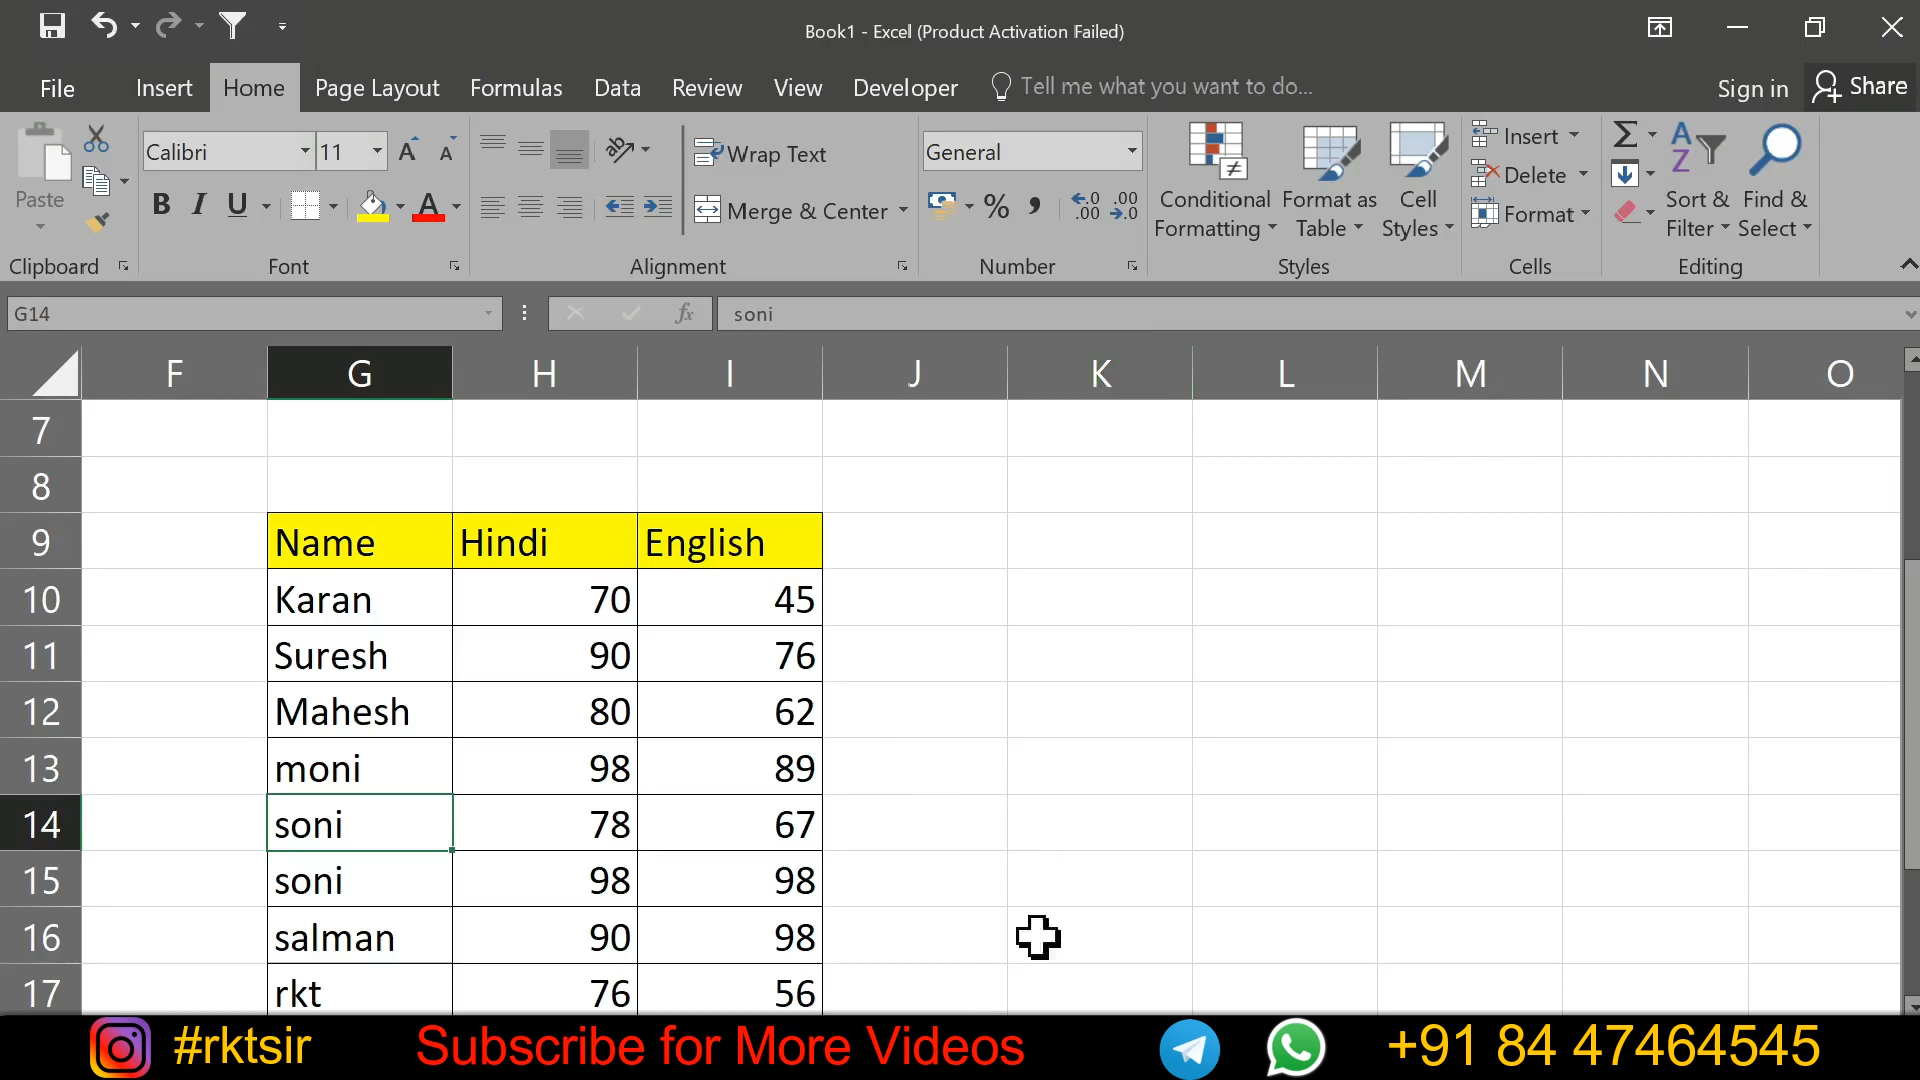 Book1 - Excel (Product Activation Failed)
File Insert Home Page Layout Formulas Data Review View Developer Tell me what you want to do... Sign in Share
Paste
Clipboard
Calibri 11
B I U A
Font
Wrap Text
Merge & Center
Alignment
General
%
Number
Conditional Formatting
Format as Table
Cell Styles
Styles
Insert
Delete
Format
Cells
Sort & Filter
Find & Select
Editing
G14 fx soni
F G H I J K L M N O
7
8
9 Name Hindi English
10 Karan 70 45
11 Suresh 90 76
12 Mahesh 80 62
13 moni 98 89
14 soni 78 67
15 soni 98 98
16 salman 90 98
17 rkt 76 56
#rktsir Subscribe for More Videos +91 84 47464545